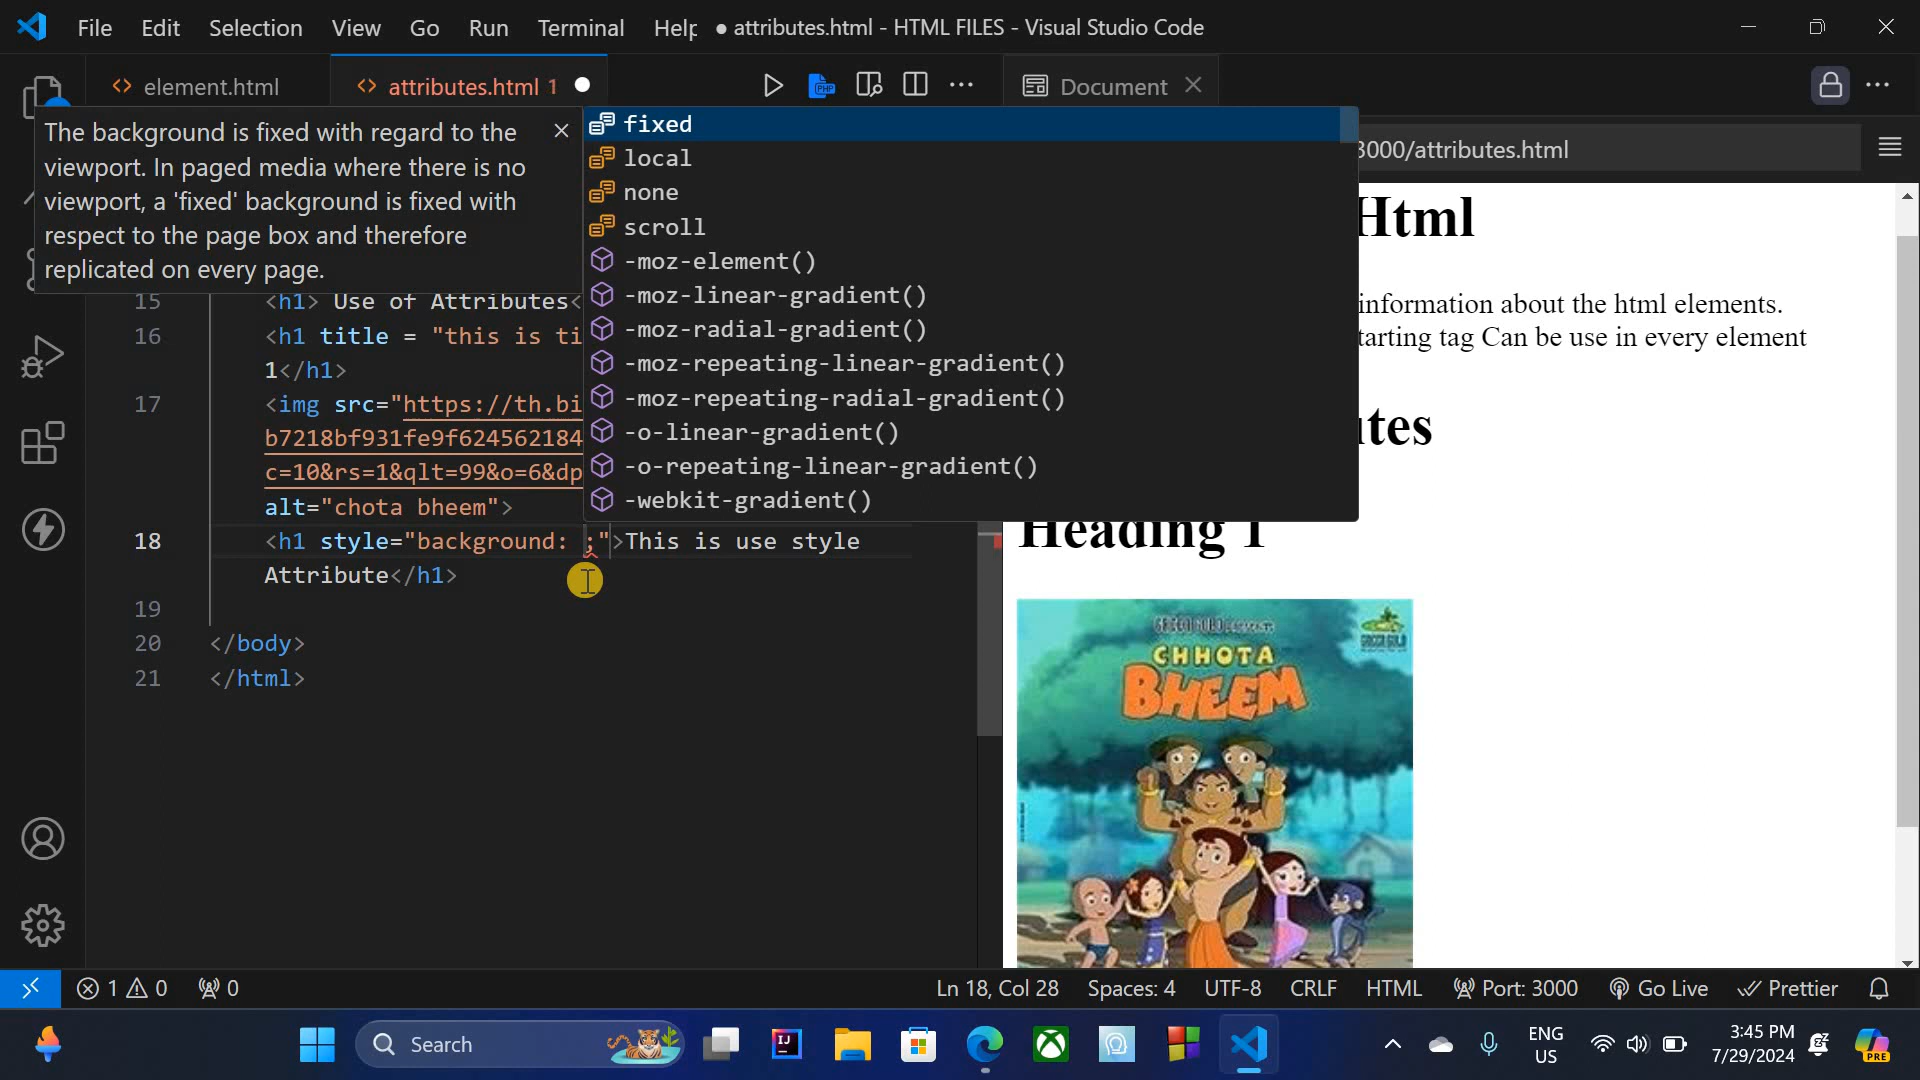 File Edit Selection View Go Run Terminal Help ● attributes.html - HTML FILES - Visual Studio Code
<> element.html
<> attributes.html 1
PHP
Document
The background is fixed with regard to the
viewport. In paged media where there is no
viewport, a 'fixed' background is fixed with
respect to the page box and therefore
replicated on every page.
fixed
local
none
scroll
-moz-element()
-moz-linear-gradient()
-moz-radial-gradient()
-moz-repeating-linear-gradient()
-moz-repeating-radial-gradient()
-o-linear-gradient()
-o-repeating-linear-gradient()
-webkit-gradient()
15 <h1> Use of Attributes<
16 <h1 title = "this is ti
1</h1>
17 <img src="https://th.bi
b7218bf931fe9f624562184
c=10&rs=1&qlt=99&o=6&dp
alt="chota bheem">
18 <h1 style="background: ;">This is use style
Attribute</h1>
19
20 </body>
21 </html>
3000/attributes.html
Html
information about the html elements.
tarting tag Can be use in every element
tes
Heading 1
CHHOTA
BHEEM
1 0 0
Ln 18, Col 28 Spaces: 4 UTF-8 CRLF HTML Port: 3000 Go Live Prettier
Search
IJ
ENG
US
3:45 PM
7/29/2024
PRE